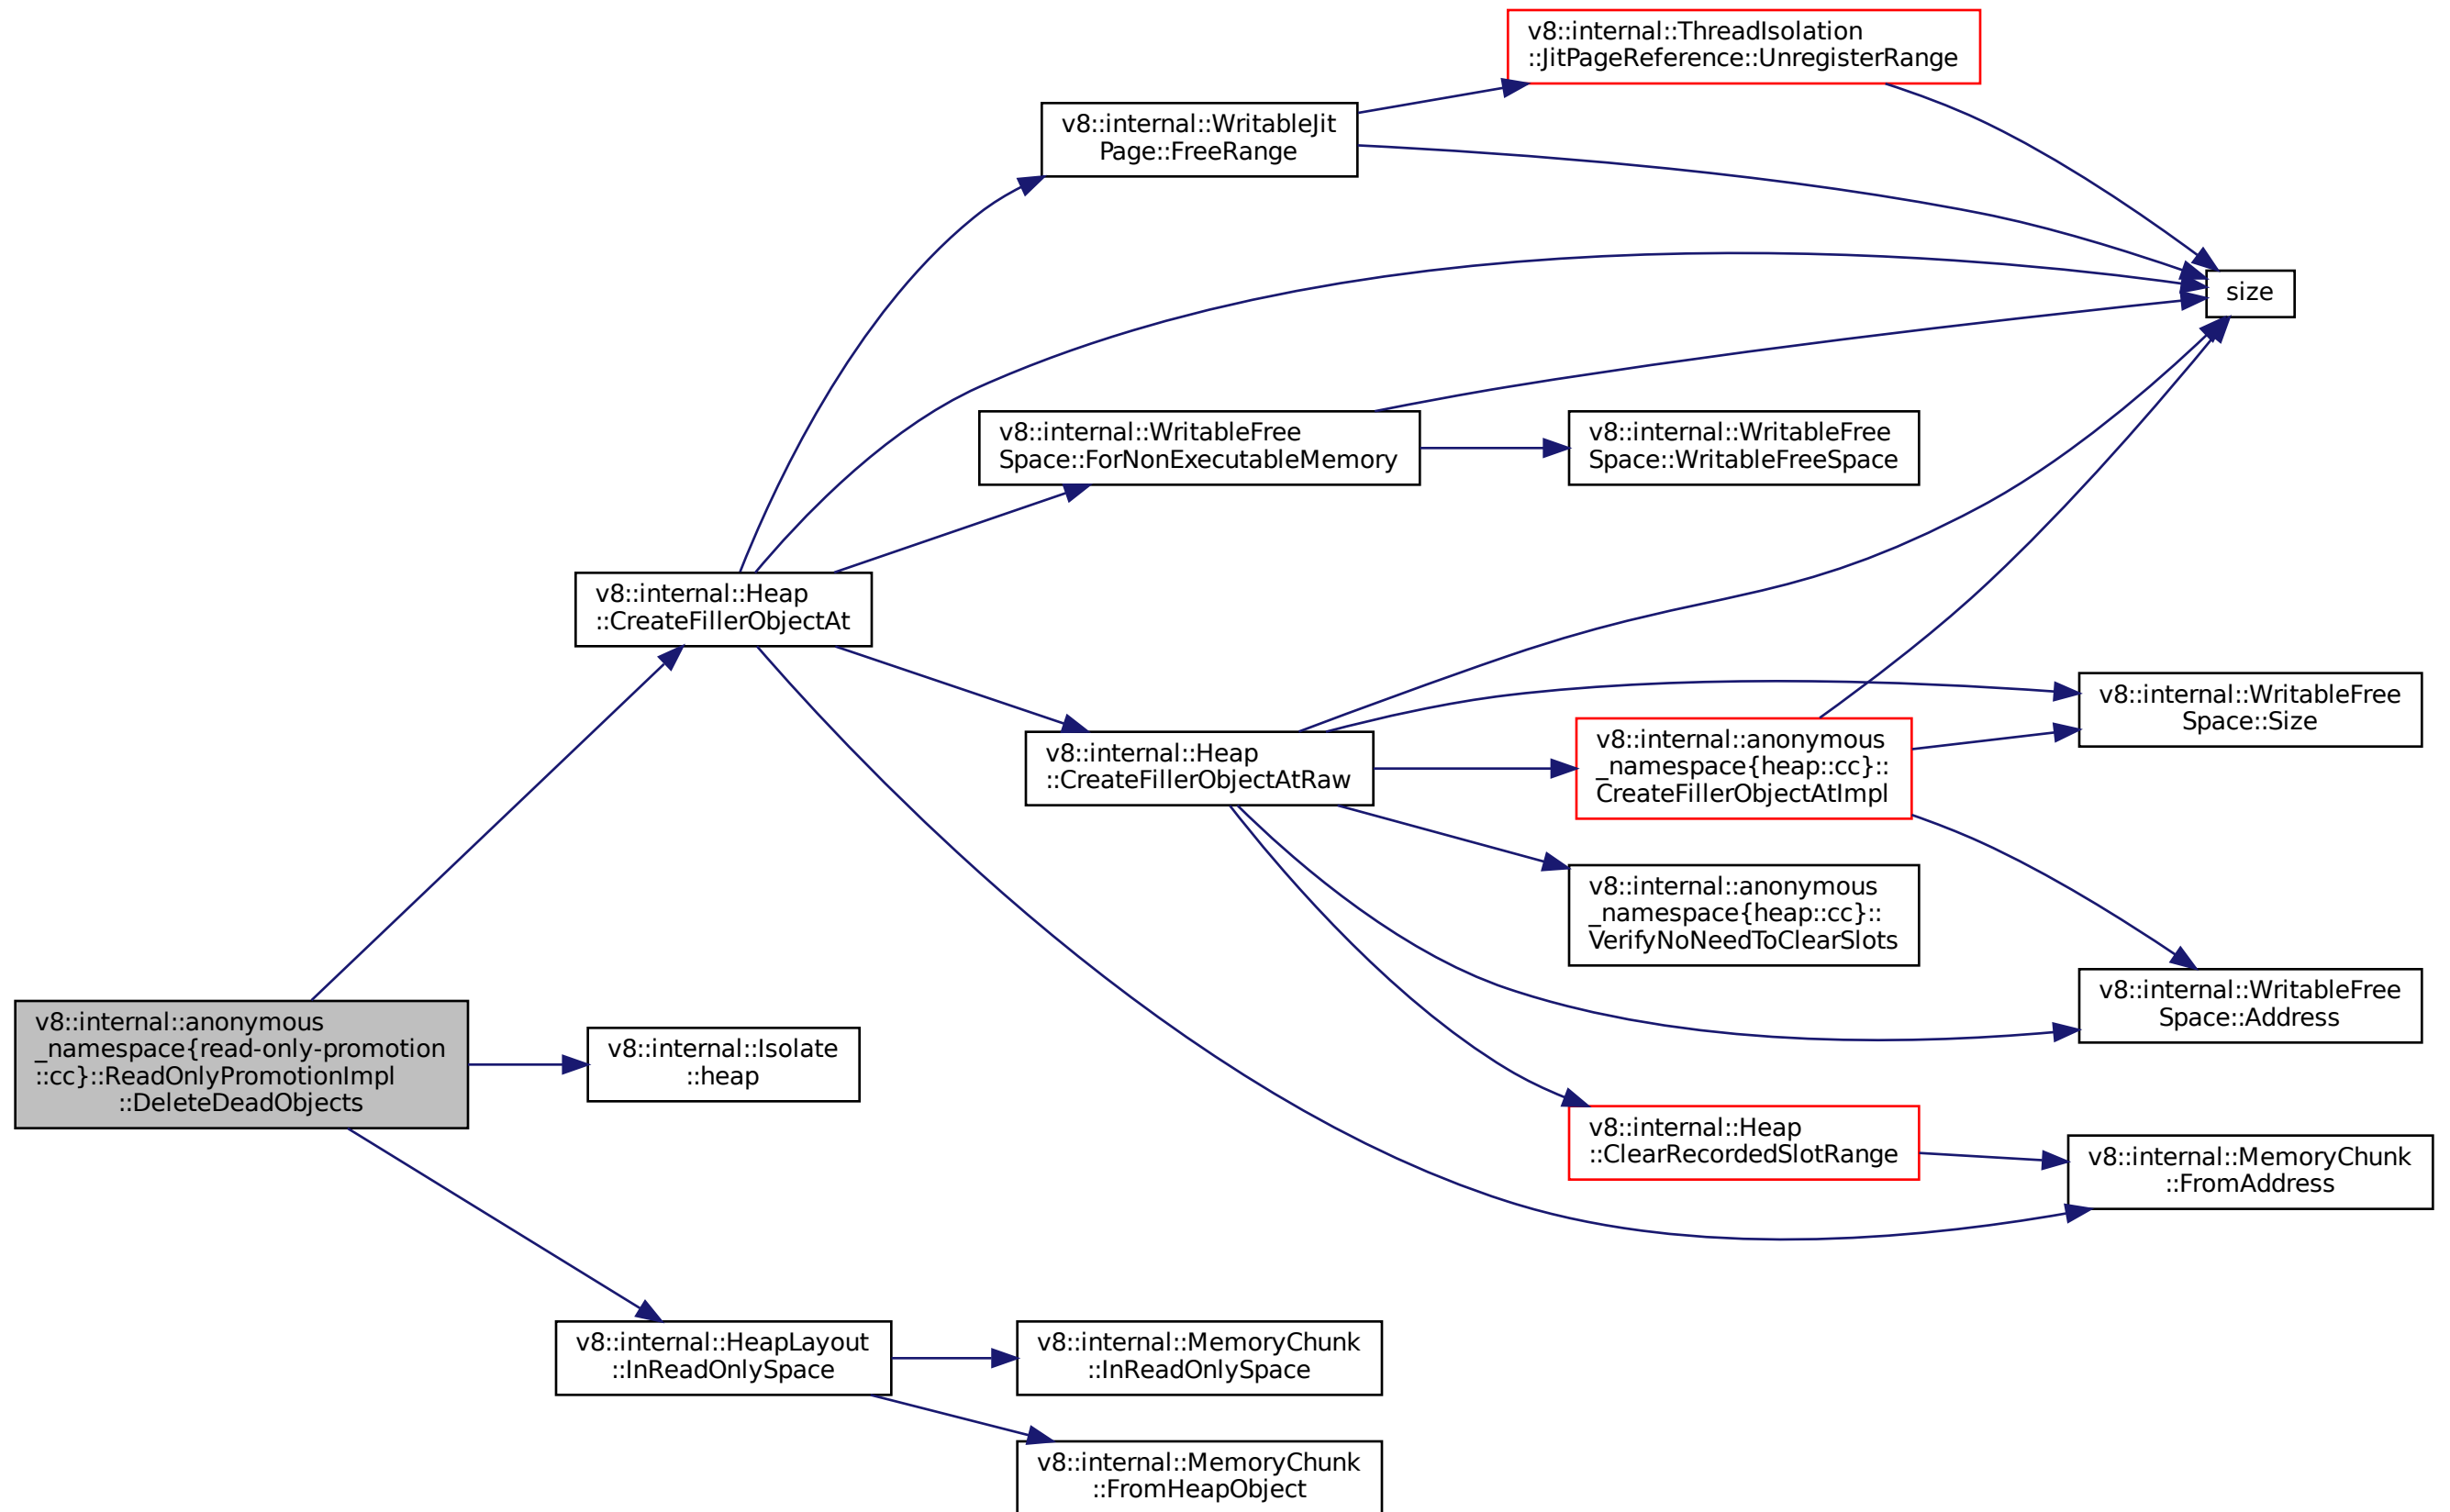 v8::internal::ThreadIsolation
::JitPageReference::UnregisterRange
v8::internal::WritableJit
Page::FreeRange
size
v8::internal::WritableFree
Space::ForNonExecutableMemory
v8::internal::WritableFree
Space::WritableFreeSpace
v8::internal::Heap
::CreateFillerObjectAt
v8::internal::WritableFree
Space::Size
v8::internal::Heap
::CreateFillerObjectAtRaw
v8::internal::anonymous
_namespace{heap::cc}::
CreateFillerObjectAtImpl
v8::internal::anonymous
_namespace{heap::cc}::
VerifyNoNeedToClearSlots
v8::internal::WritableFree
Space::Address
v8::internal::anonymous
_namespace{read-only-promotion
::cc}::ReadOnlyPromotionImpl
::DeleteDeadObjects
v8::internal::Isolate
::heap
v8::internal::Heap
::ClearRecordedSlotRange
v8::internal::MemoryChunk
::FromAddress
v8::internal::HeapLayout
::InReadOnlySpace
v8::internal::MemoryChunk
::InReadOnlySpace
v8::internal::MemoryChunk
::FromHeapObject